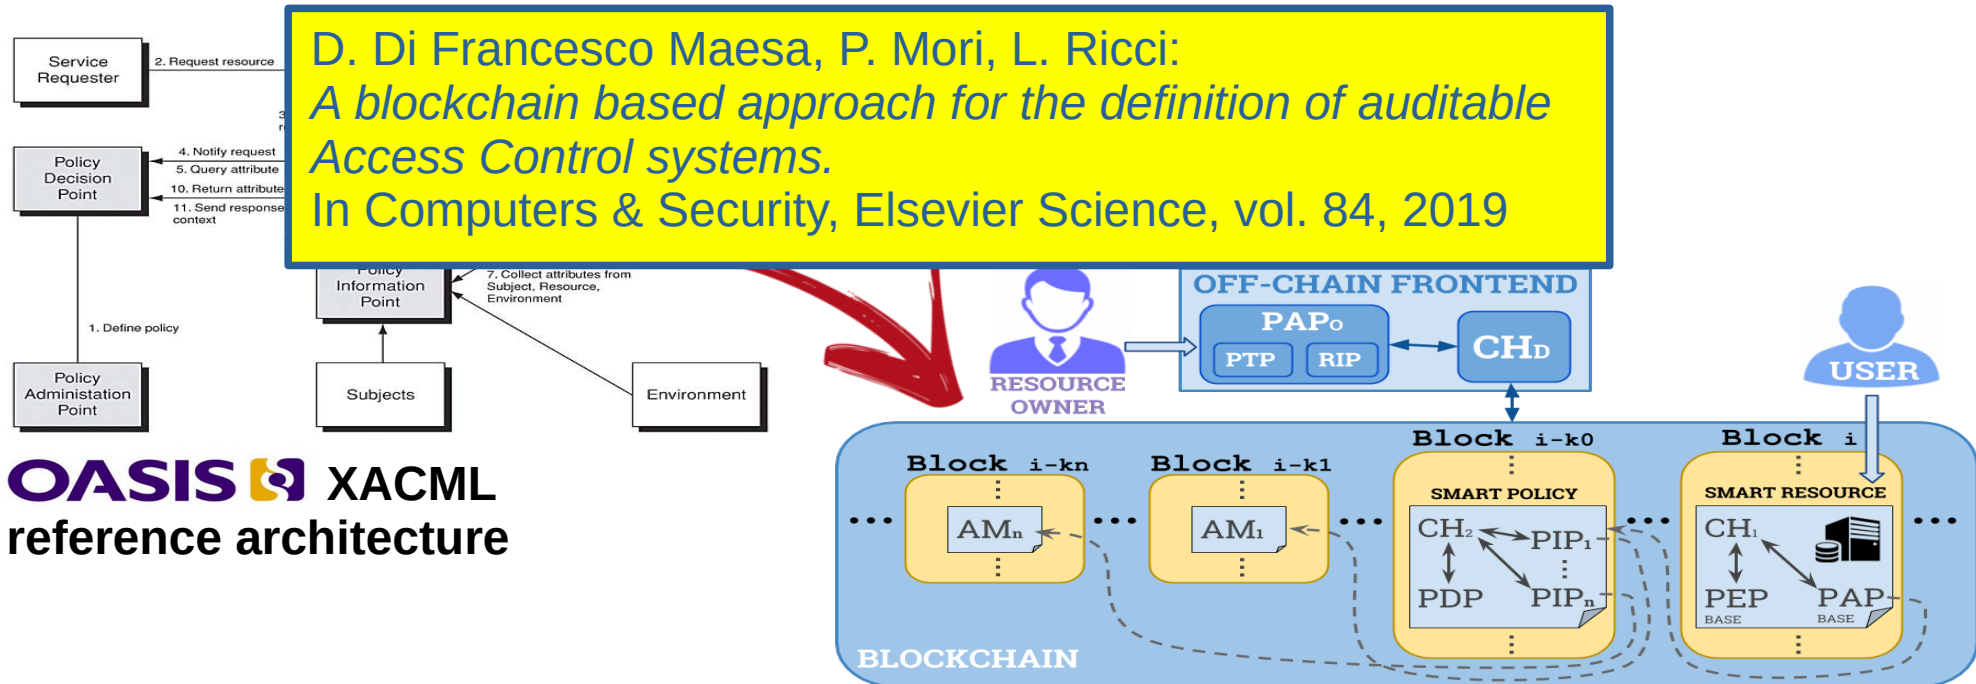 D. Di Francesco Maesa, P. Mori, L. Ricci:
A blockchain based approach for the definition of auditable
Access Control systems.
In Computers & Security, Elsevier Science, vol. 84, 2019
Service
Requester
2. Request resource
Policy
Decision
Point
4. Notify request
5. Query attribute
10. Return attribute
11. Send response
context
Policy
Information
Point
7. Collect attributes from
Subject, Resource,
Environment
1. Define policy
Policy
Administation
Point
Subjects
Environment
OASIS XACML
reference architecture
RESOURCE
OWNER
OFF-CHAIN FRONTEND
PAPO
PTP
RIP
CHD
USER
Block i-kn
Block i-k1
Block i-k0
Block i
AMn
AM1
SMART POLICY
CH2
PIP1
PDP
PIPn
SMART RESOURCE
CH1
PEP
BASE
PAP
BASE
BLOCKCHAIN